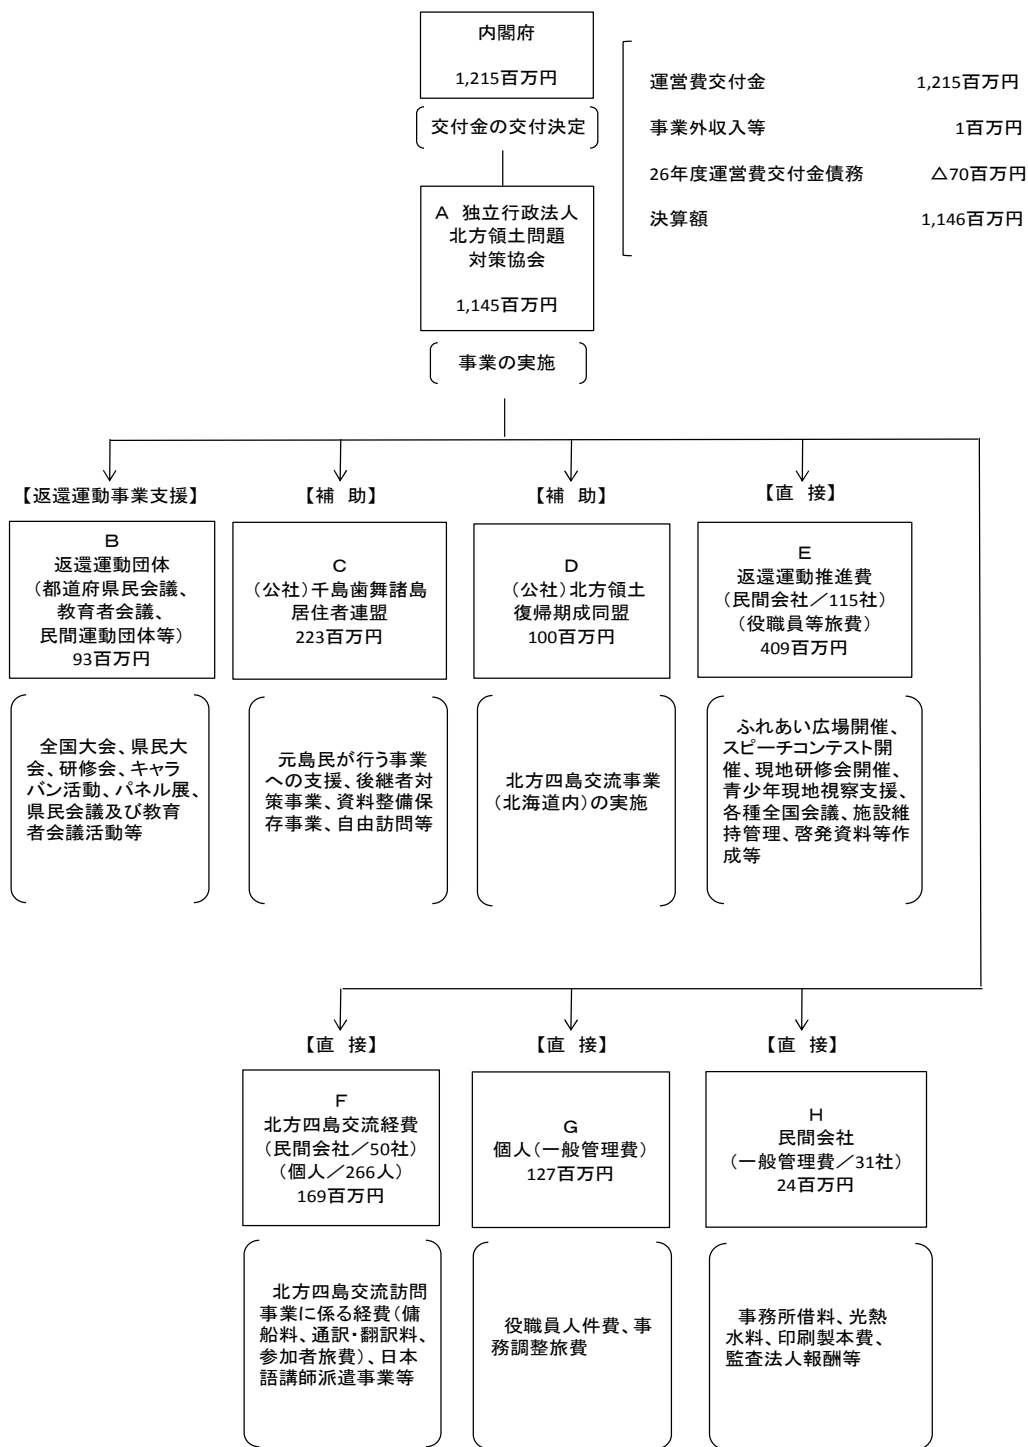 内閣府
1,215百万円
交付金の交付決定
運営費交付金 1,215百万円
事業外収入等 1百万円
26年度運営費交付金債務 △70百万円
決算額 1,146百万円
A 独立行政法人
北方領土問題
対策協会
1,145百万円
事業の実施
【返還運動事業支援】
B
返還運動団体
（都道府県民会議、
教育者会議、
民間運動団体等）
93百万円
全国大会、県民大
会、研修会、キャラ
バン活動、パネル展、
県民会議及び教育
者会議活動等
【補 助】
C
（公社）千島歯舞諸島
居住者連盟
223百万円
元島民が行う事業
への支援、後継者対
策事業、資料整備保
存事業、自由訪問等
【補 助】
D
（公社）北方領土
復帰期成同盟
100百万円
北方四島交流事業
（北海道内）の実施
【直 接】
E
返還運動推進費
（民間会社／115社）
（役職員等旅費）
409百万円
ふれあい広場開催、
スピーチコンテスト開
催、現地研修会開催、
青少年現地視察支援、
各種全国会議、施設維
持管理、啓発資料等作
成等
【直 接】
F
北方四島交流経費
（民間会社／50社）
（個人／266人）
169百万円
北方四島交流訪問
事業に係る経費（傭
船料、通訳・翻訳料、
参加者旅費）、日本
語講師派遣事業等
【直 接】
G
個人（一般管理費）
127百万円
役職員人件費、事
務調整旅費
【直 接】
H
民間会社
（一般管理費／31社）
24百万円
事務所借料、光熱
水料、印刷製本費、
監査法人報酬等